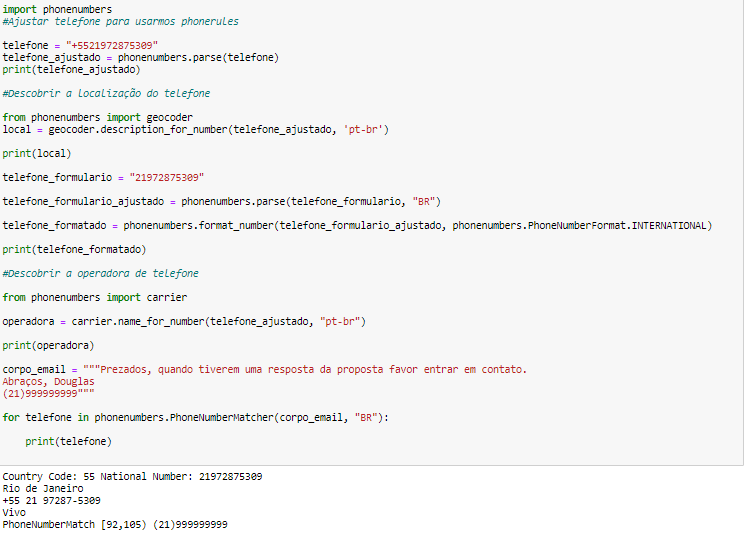 import phonenumbers
#Ajustar telefone para usarmos phonerules
telefone = "+5521972875309"
telefone_ajustado = phonenumbers.parse(telefone)
print(telefone_ajustado)
#Descobrir a localização do telefone
from phonenumbers import geocoder
local = geocoder.description_for_number(telefone_ajustado, 'pt-br')
print(local)
telefone_formulario = "21972875309"
telefone_formulario_ajustado = phonenumbers.parse(telefone_formulario, "BR")
telefone_formatado = phonenumbers.format_number(telefone_formulario_ajustado, phonenumbers.PhoneNumberFormat.INTERNATIONAL)
print(telefone_formatado)
#Descobrir a operadora de telefone
from phonenumbers import carrier
operadora = carrier.name_for_number(telefone_ajustado, "pt-br")
print(operadora)
corpo_email = """Prezados, quando tiverem uma resposta da proposta favor entrar em contato.
Abraços, Douglas
(21)999999999"""
for telefone in phonenumbers.PhoneNumberMatcher(corpo_email, "BR"):
print(telefone)
Country Code: 55 National Number: 21972875309
Rio de Janeiro
+55 21 97287-5309
Vivo
PhoneNumberMatch [92,105) (21)999999999